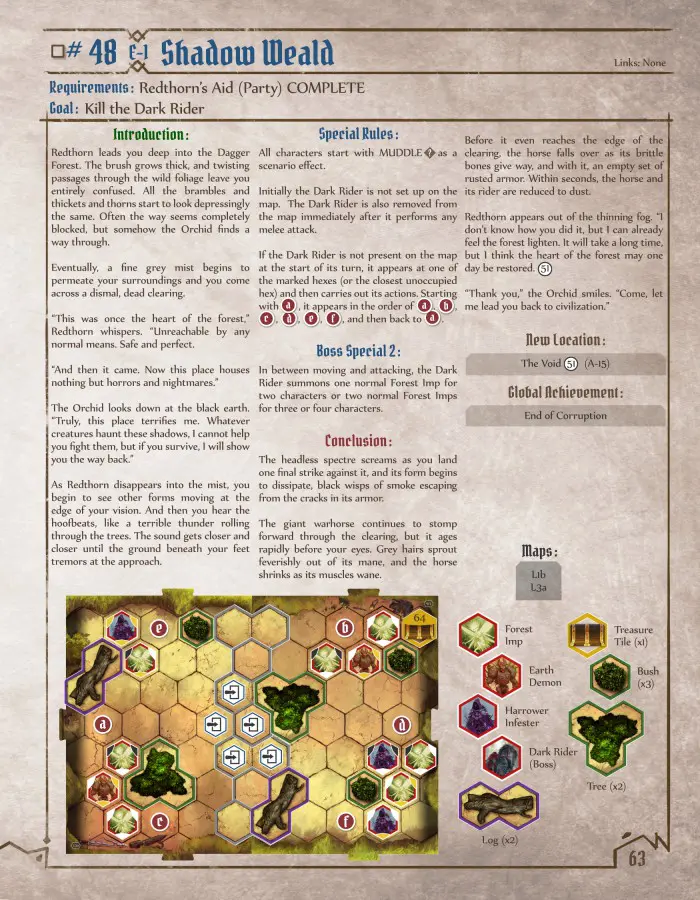 #48 E-1 Shadow Weald
Links: None
Requirements: Redthorn's Aid (Party) COMPLETE
Goal: Kill the Dark Rider
Introduction:
Redthorn leads you deep into the Dagger
Forest. The brush grows thick, and twisting
passages through the wild foliage leave you
entirely confused. All the brambles and
thickets and thorns start to look depressingly
the same. Often the way seems completely
blocked, but somehow the Orchid finds a
way through.
Eventually, a fine grey mist begins to
permeate your surroundings and you come
across a dismal, dead clearing.
“This was once the heart of the forest,”
Redthorn whispers. “Unreachable by any
normal means. Safe and perfect.
“And then it came. Now this place houses
nothing but horrors and nightmares.”
The Orchid looks down at the black earth.
“Truly, this place terrifies me. Whatever
creatures haunt these shadows, I cannot help
you fight them, but if you survive, I will show
you the way back.”
As Redthorn disappears into the mist, you
begin to see other forms moving at the
edge of your vision. And then you hear the
hoofbeats, like a terrible thunder rolling
through the trees. The sound gets closer and
closer until the ground beneath your feet
tremors at the approach.
Special Rules:
All characters start with MUDDLE ? as a
scenario effect.
Initially the Dark Rider is not set up on the
map. The Dark Rider is also removed from
the map immediately after it performs any
melee attack.
If the Dark Rider is not present on the map
at the start of its turn, it appears at one of
the marked hexes (or the closest unoccupied
hex) and then carries out its actions. Starting
with a, it appears in the order of a, b,
c, d, e, f, and then back to a.
Boss Special 2:
In between moving and attacking, the Dark
Rider summons one normal Forest Imp for
two characters or two normal Forest Imps
for three or four characters.
Conclusion:
The headless spectre screams as you land
one final strike against it, and its form begins
to dissipate, black wisps of smoke escaping
from the cracks in its armor.
The giant warhorse continues to stomp
forward through the clearing, but it ages
rapidly before your eyes. Grey hairs sprout
feverishly out of its mane, and the horse
shrinks as its muscles wane.
Before it even reaches the edge of the
clearing, the horse falls over as its brittle
bones give way, and with it, an empty set of
rusted armor. Within seconds, the horse and
its rider are reduced to dust.
Redthorn appears out of the thinning fog. “I
don't know how you did it, but I can already
feel the forest lighten. It will take a long time,
but I think the heart of the forest may one
day be restored. 51
“Thank you,” the Orchid smiles. “Come, let
me lead you back to civilization.”
New Location:
The Void 51 (A-15)
Global Achievement:
End of Corruption
Maps:
L1b
L3a
e
b
64
a
d
c
f
Forest
Imp
Treasure
Tile (x1)
Earth
Demon
Bush
(x3)
Harrower
Infester
Dark Rider
(Boss)
Tree (x2)
Log (x2)
63